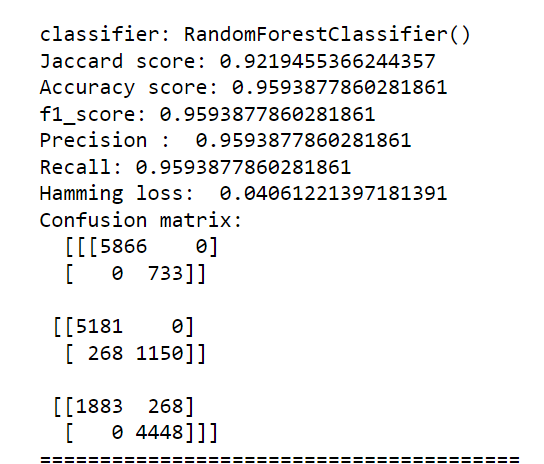 classifier: RandomForestClassifier()
Jaccard score: 0.9219455366244357
Accuracy score: 0.9593877860281861
f1_score: 0.9593877860281861
Precision :  0.9593877860281861
Recall: 0.9593877860281861
Hamming loss:  0.04061221397181391
Confusion matrix:
  [[[5866    0]
  [   0  733]]

 [[5181    0]
  [ 268 1150]]

 [[1883  268]
  [   0 4448]]]
========================================